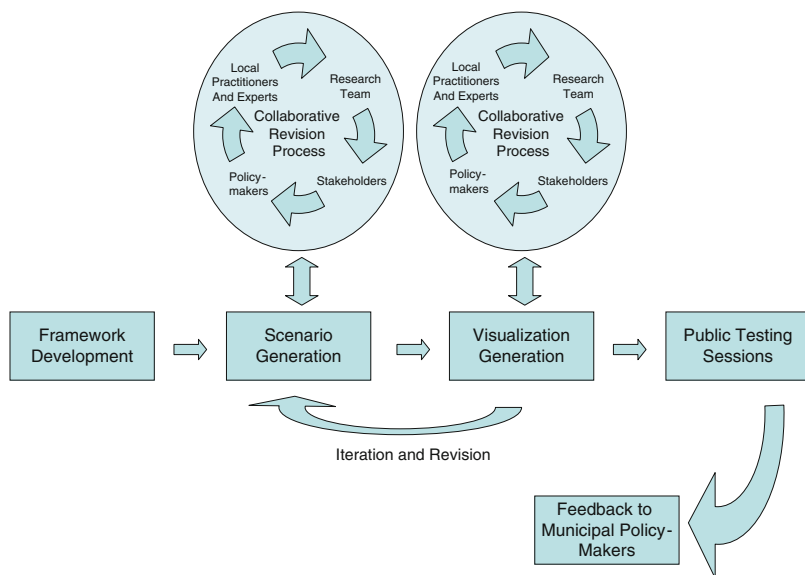 Local
Practitioners
And Experts
Research
Team
Collaborative
Revision
Process
Policy-
makers
Stakeholders
Local
Practitioners
And Experts
Research
Team
Collaborative
Revision
Process
Policy-
makers
Stakeholders
Framework
Development
Scenario
Generation
Visualization
Generation
Public Testing
Sessions
Iteration and Revision
Feedback to
Municipal Policy-
Makers